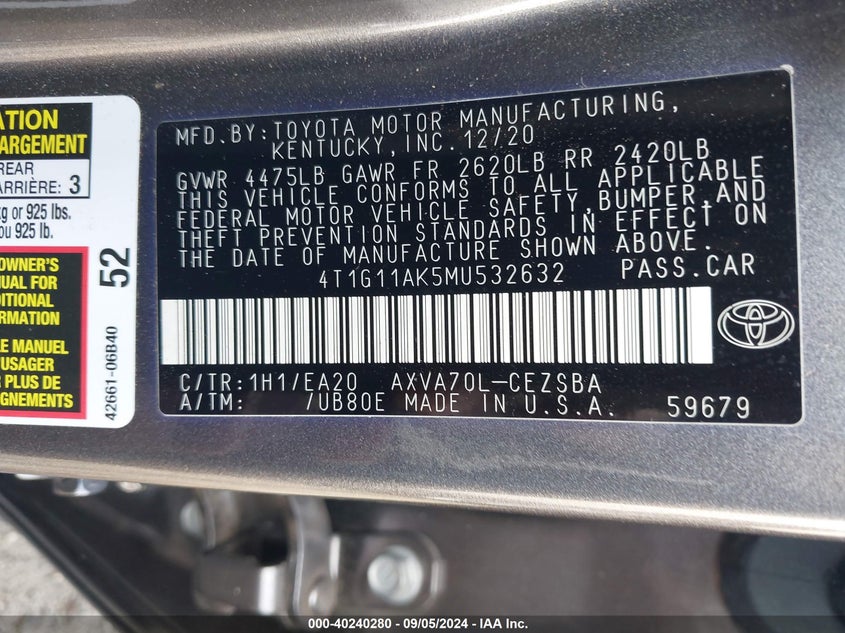 ATION
ARGEMENT
REAR
ARRIÈRE: 3
kg or 925 lbs.
ou 925 lb.
OWNER'S
NUAL FOR
DITIONAL
ORMATION
LE MANUEL
'USAGER
R PLUS DE
IGNEMENTS
52
42661-06B40
MFD. BY: TOYOTA MOTOR MANUFACTURING,
KENTUCKY, INC. 12/20
GVWR 4475LB GAWR FR 2620LB RR 2420LB
THIS VEHICLE CONFORMS TO ALL APPLICABLE
FEDERAL MOTOR VEHICLE SAFETY, BUMPER, AND
THEFT PREVENTION STANDARDS IN EFFECT ON
THE DATE OF MANUFACTURE SHOWN ABOVE.
4T1G11AK5MU532632 PASS. CAR
C/TR: 1H1/EA20 AXVA70L-CEZSBA
A/TM: /UB80E MADE IN U.S.A. 59679
000-40240280 - 09/05/2024 - IAA Inc.